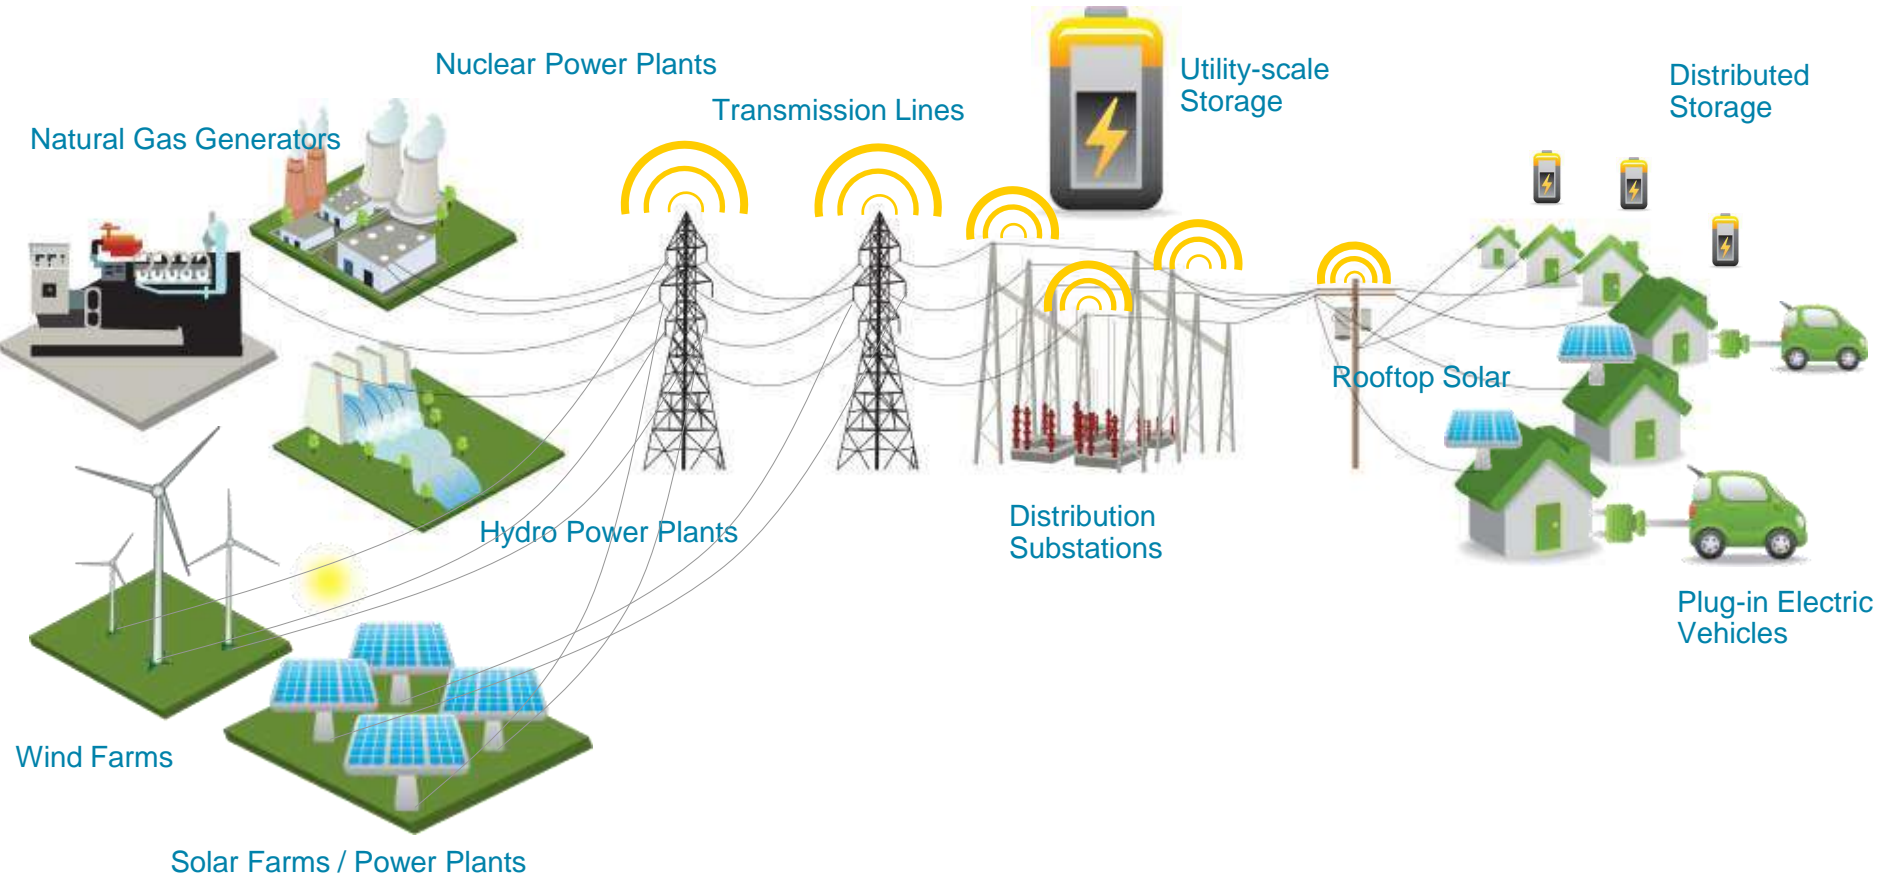 Nuclear Power Plants
Utility-scale
Storage
Distributed
Storage
Transmission Lines
Natural Gas Generators
Rooftop Solar
Hydro Power Plants
Distribution
Substations
Plug-in Electric
Vehicles
Wind Farms
Solar Farms / Power Plants